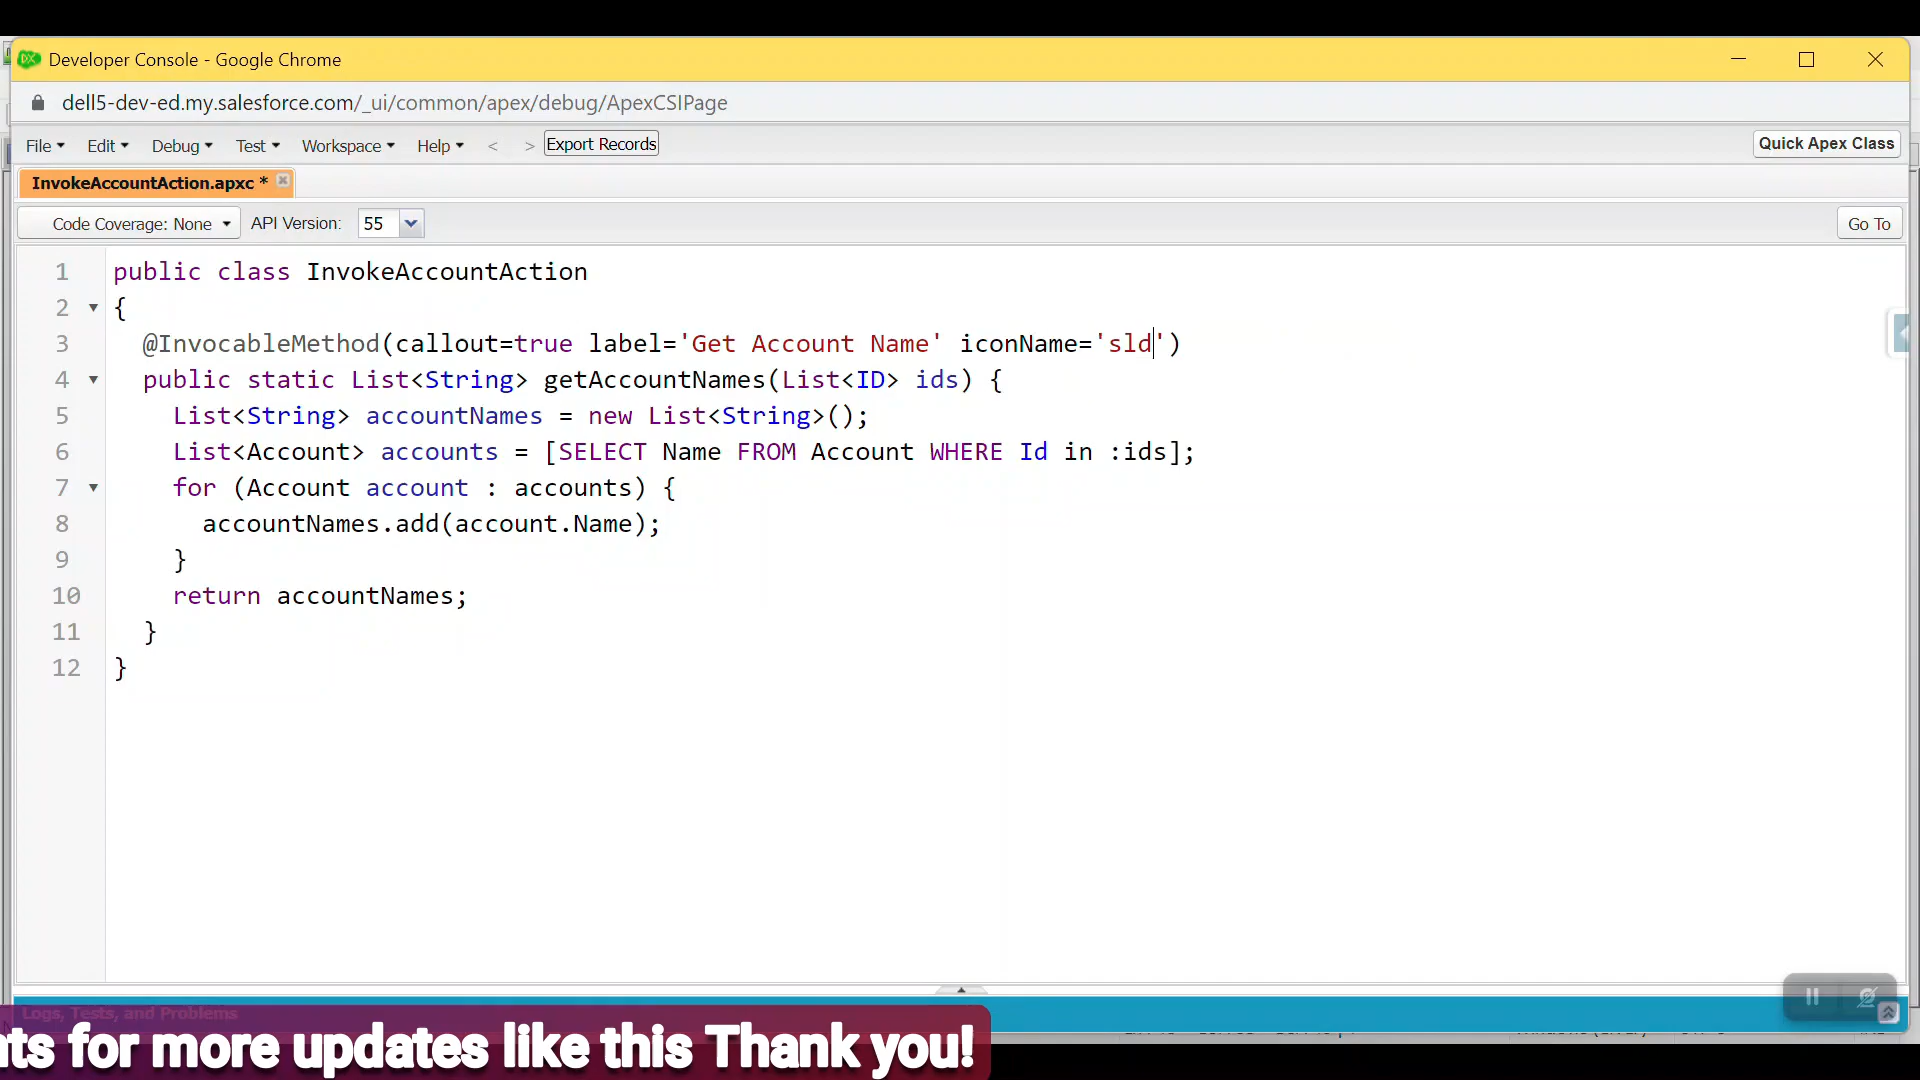 Developer Console - Google Chrome
dell5-dev-ed.my.salesforce.com/_ui/common/apex/debug/ApexCSIPage
File Edit Debug Test Workspace Help < > Export Records Quick Apex Class
InvokeAccountAction.apxc *
Code Coverage: None API Version: 55 Go To
1 public class InvokeAccountAction
2 {
3 @InvocableMethod(callout=true label='Get Account Name' iconName='sld')
4 public static List<String> getAccountNames(List<ID> ids) {
5 List<String> accountNames = new List<String>();
6 List<Account> accounts = [SELECT Name FROM Account WHERE Id in :ids];
7 for (Account account : accounts) {
8 accountNames.add(account.Name);
9 }
10 return accountNames;
11 }
12 }
Logs, Tests, and Problems
nts for more updates like this Thank you!